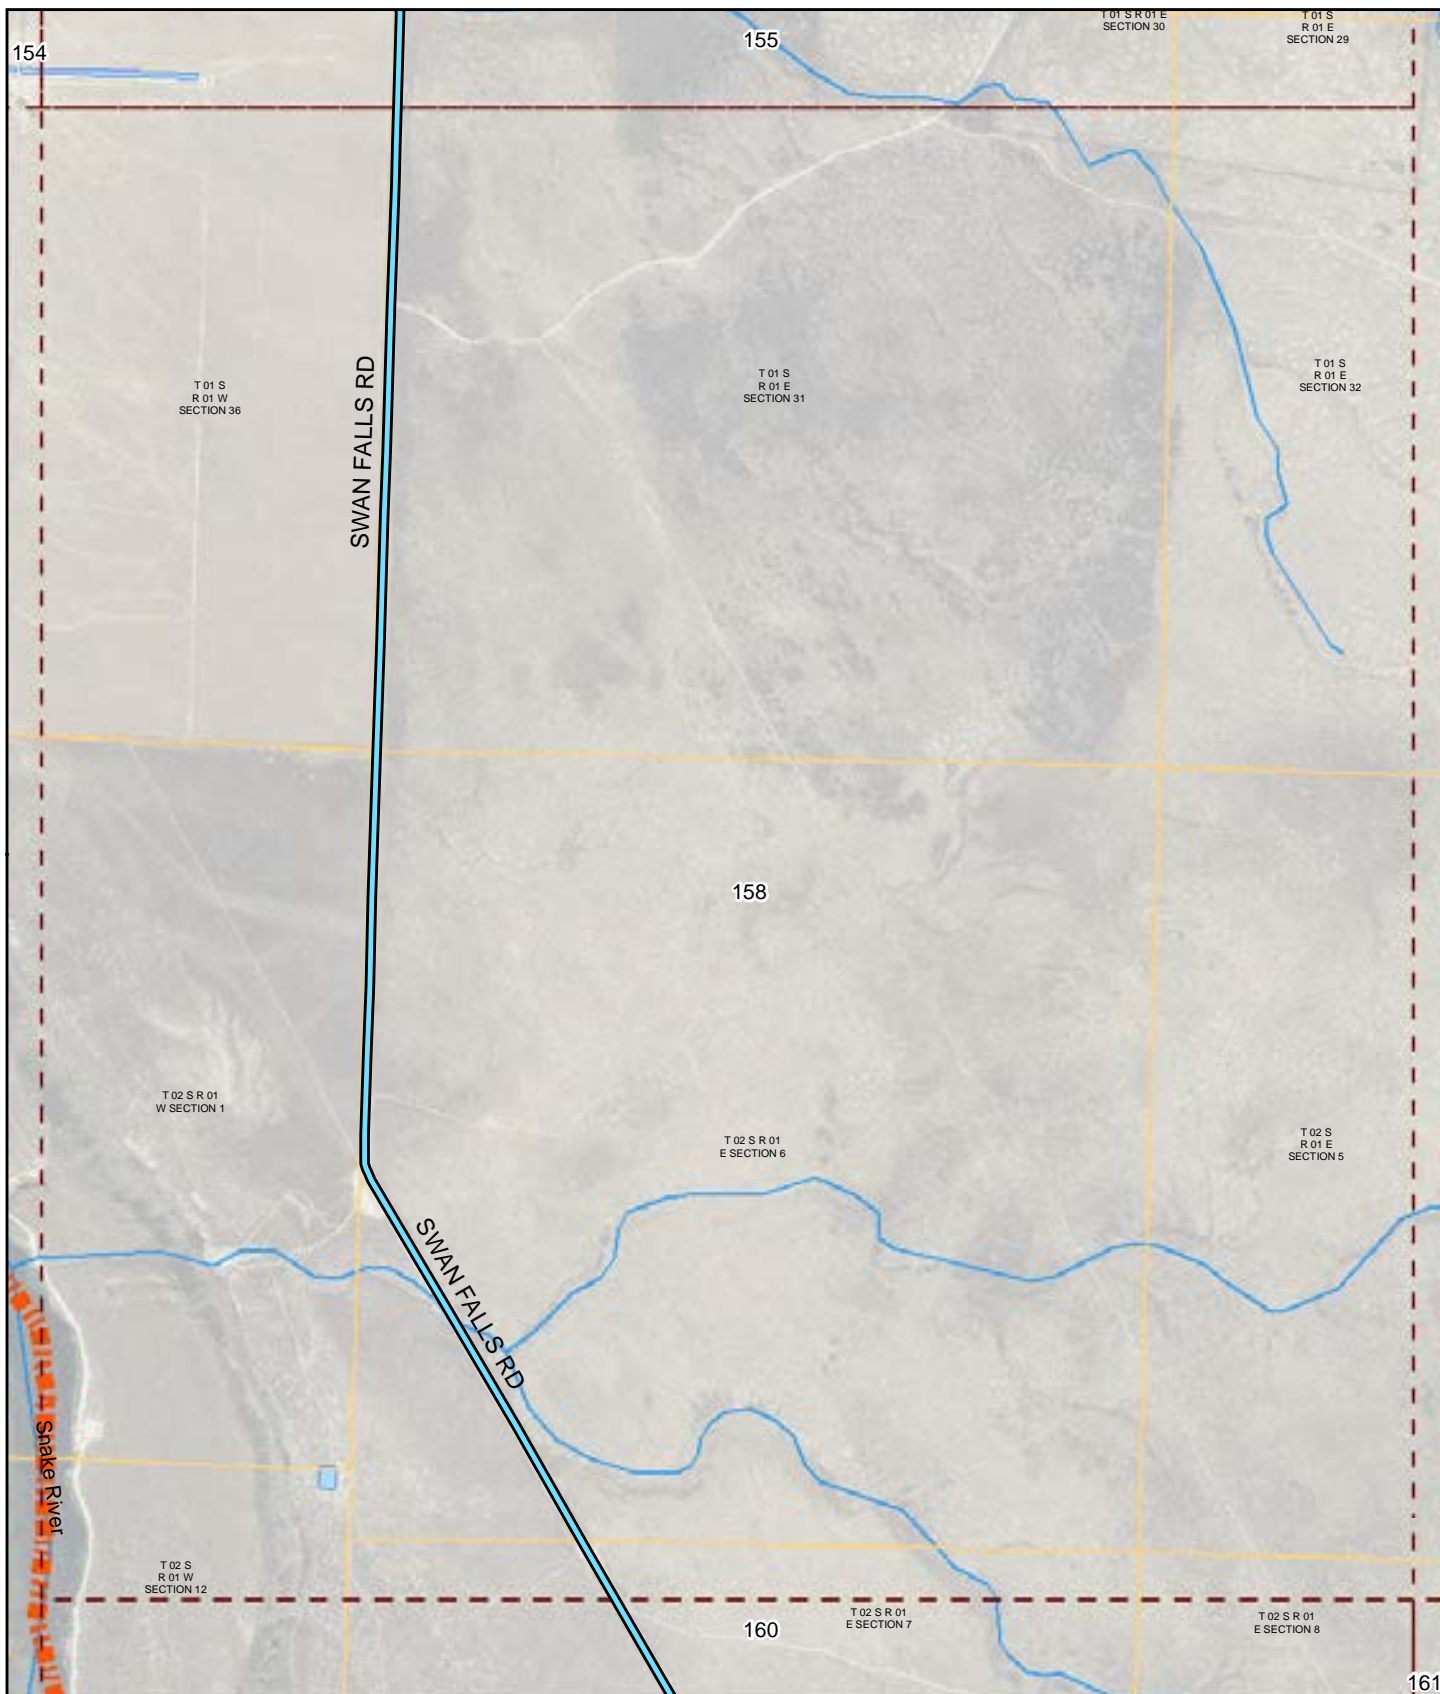 T 01 S R 01 E
SECTION 30
T 01 S
R 01 E
SECTION 29
154
155
SWAN FALLS RD
T 01 S
R 01 W
SECTION 36
T 01 S
R 01 E
SECTION 31
T 01 S
R 01 E
SECTION 32
158
T 02 S R 01
W SECTION 1
T 02 S R 01
E SECTION 6
T 02 S
R 01 E
SECTION 5
SWAN FALLS RD
Snake River
T 02 S
R 01 W
SECTION 12
160
T 02 S R 01
E SECTION 7
T 02 S R 01
E SECTION 8
161